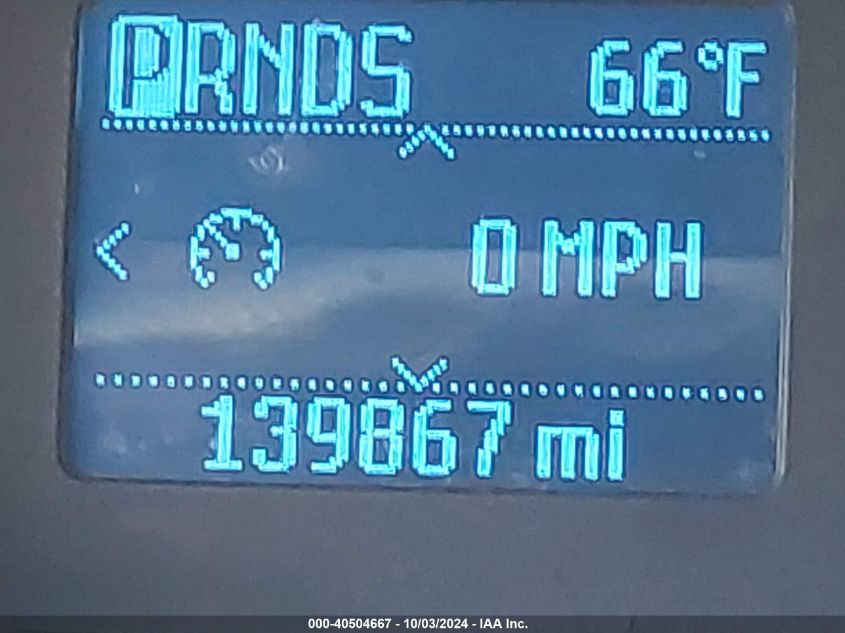 PRNDS 66°F
< 0 MPH
139867 mi
000-40504667 - 10/03/2024 - IAA Inc.